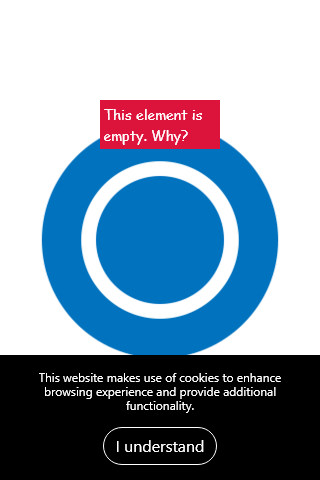 This element is
empty. Why?
This website makes use of cookies to enhance
browsing experience and provide additional
functionality.
I understand